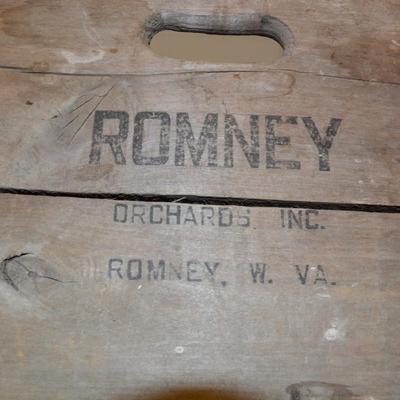 ROMNEY
ORCHARDS, INC.
ROMNEY, W. VA.